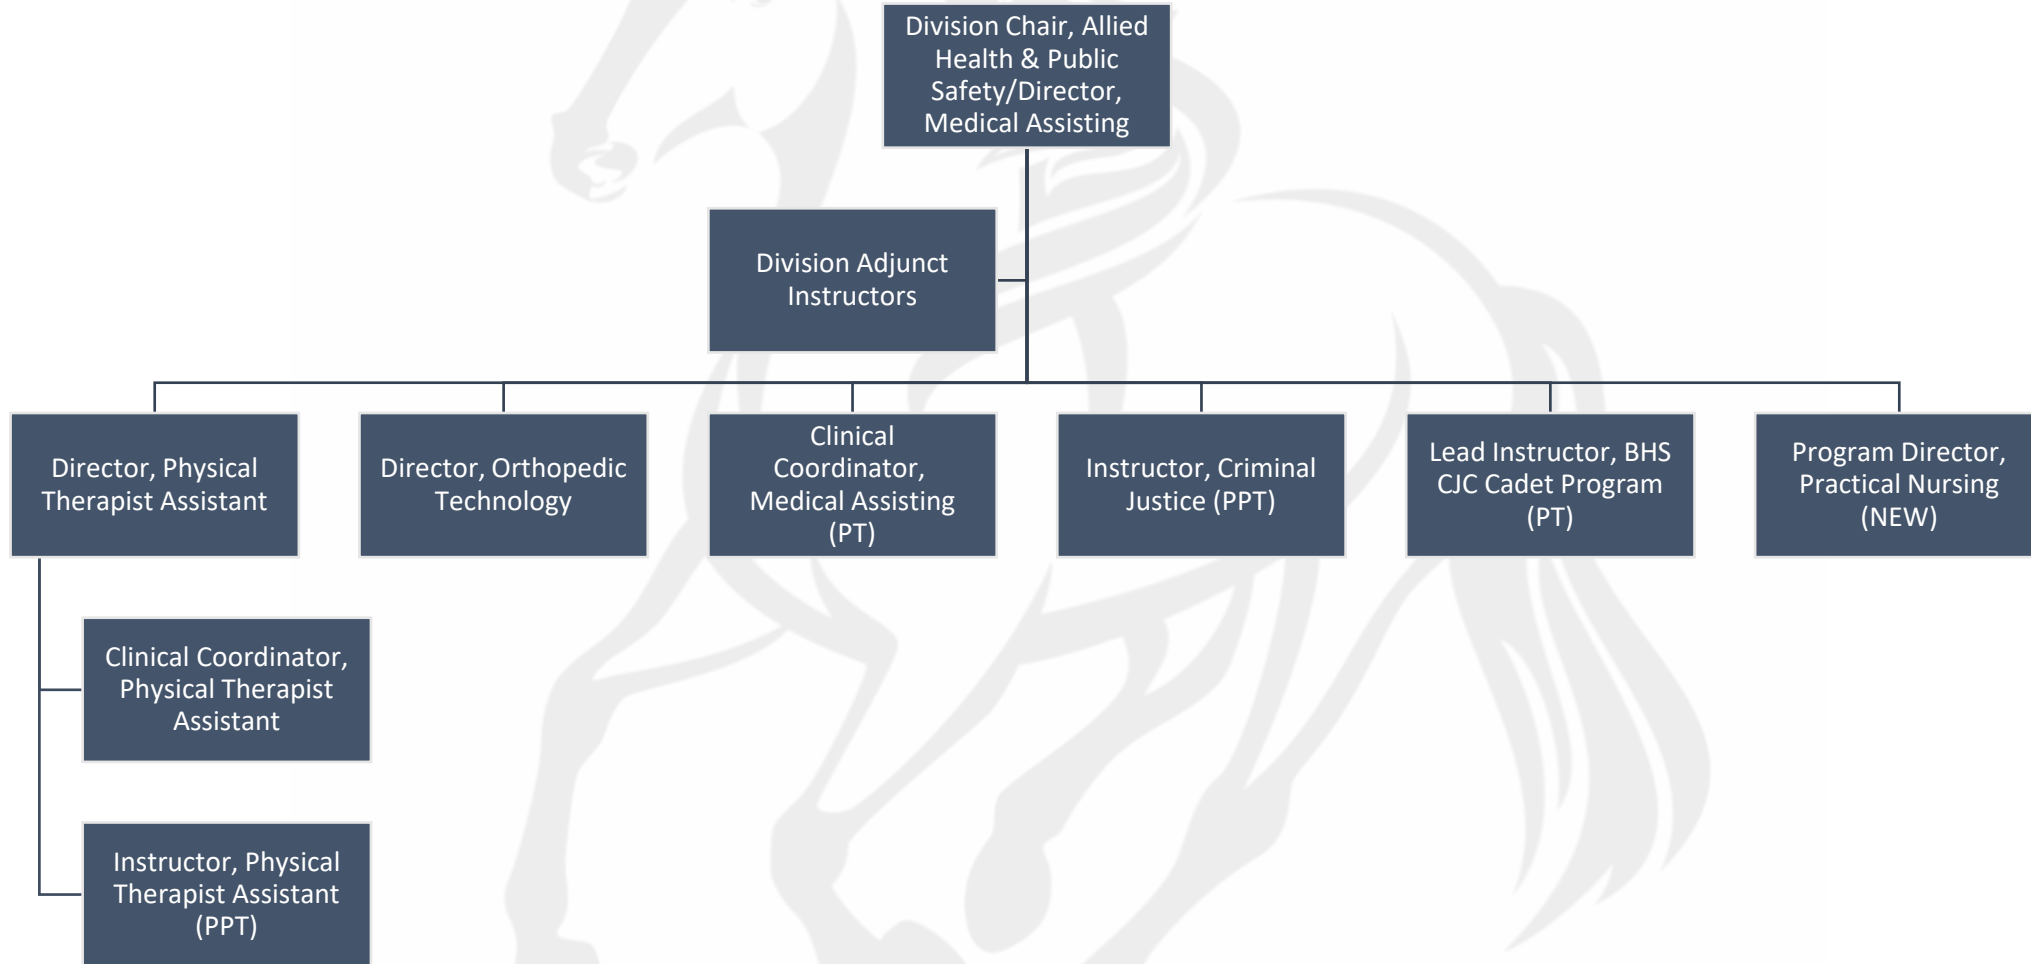 Division Chair, Allied
Health & Public
Safety/Director,
Medical Assisting
Division Adjunct
Instructors
Director, Physical
Therapist Assistant
Director, Orthopedic
Technology
Clinical
Coordinator,
Medical Assisting
(PT)
Instructor, Criminal
Justice (PPT)
Lead Instructor, BHS
CJC Cadet Program
(PT)
Program Director,
Practical Nursing
(NEW)
Clinical Coordinator,
Physical Therapist
Assistant
Instructor, Physical
Therapist Assistant
(PPT)